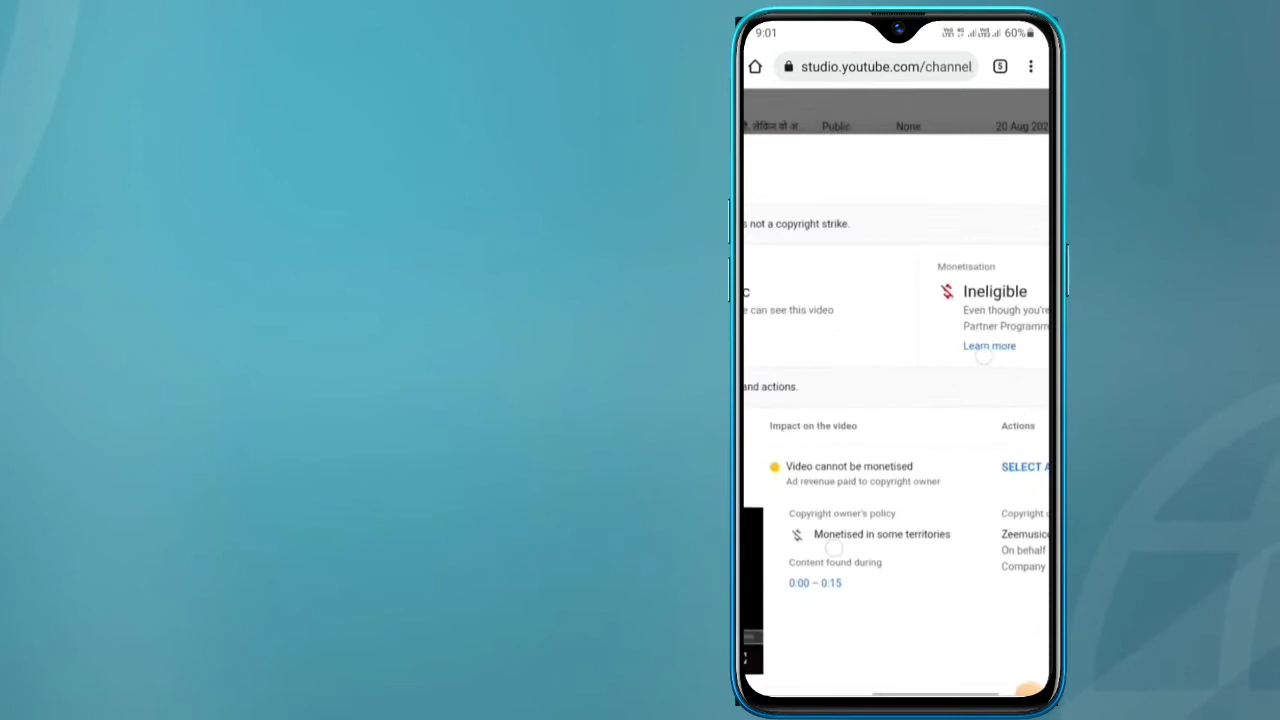 9:01
60%
studio.youtube.com/channel
5
है, लेकिन वो अ...
Public
None
20 Aug 202
s not a copyright strike.
Monetisation
c
Ineligible
e can see this video
Even though you're
Partner Programm
Learn more
and actions.
Impact on the video
Actions
Video cannot be monetised
SELECT A
Ad revenue paid to copyright owner
Copyright owner's policy
Copyright o
Monetised in some territories
Zeemusic
On behalf
Content found during
Company
0:00 – 0:15